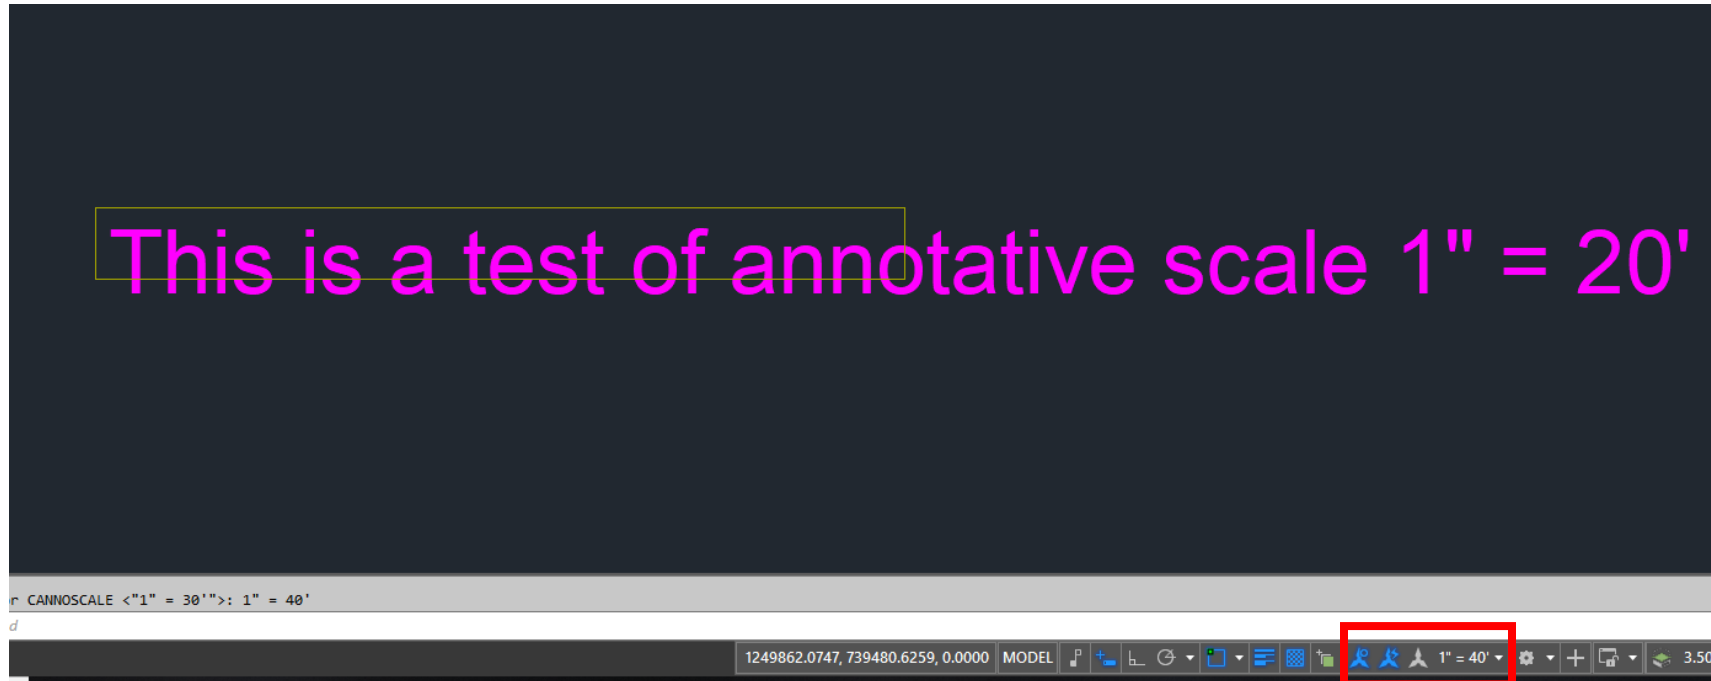 This is a test of annotative scale 1" = 20'
r CANNOSCALE <"1" = 30'">: 1" = 40'
d
1249862.0747, 739480.6259, 0.0000 MODEL 1" = 40' 3.50